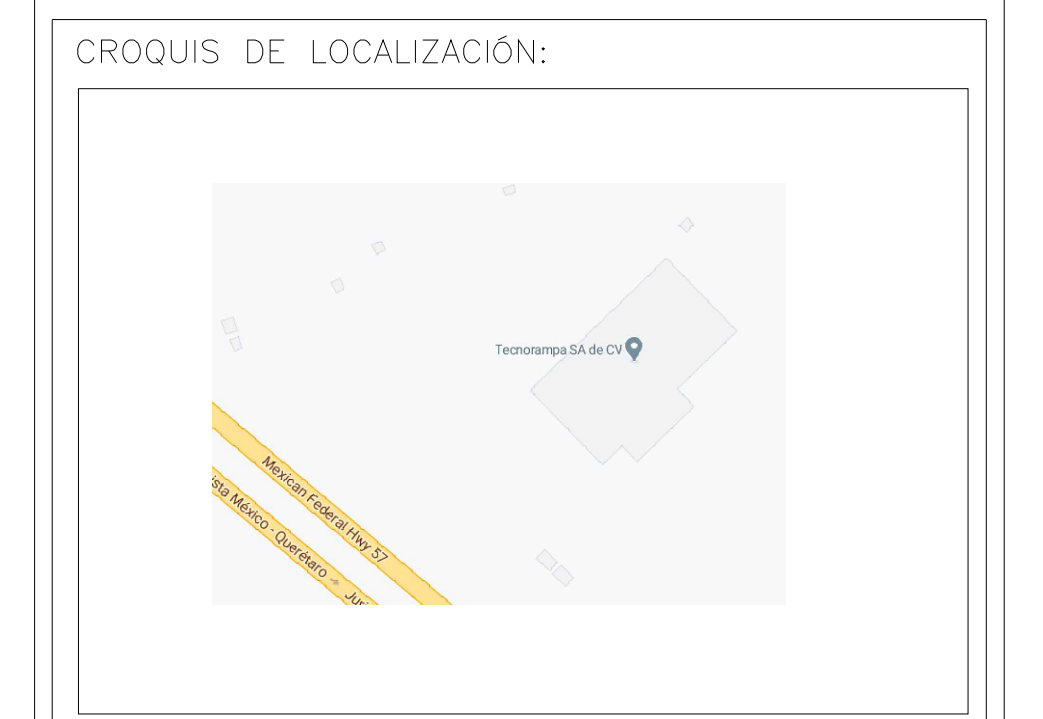 CROQUIS DE LOCALIZACIÓN:
Tecnorampa SA de CV
Mexican Federal Hwy 57
ista México - Querétaro